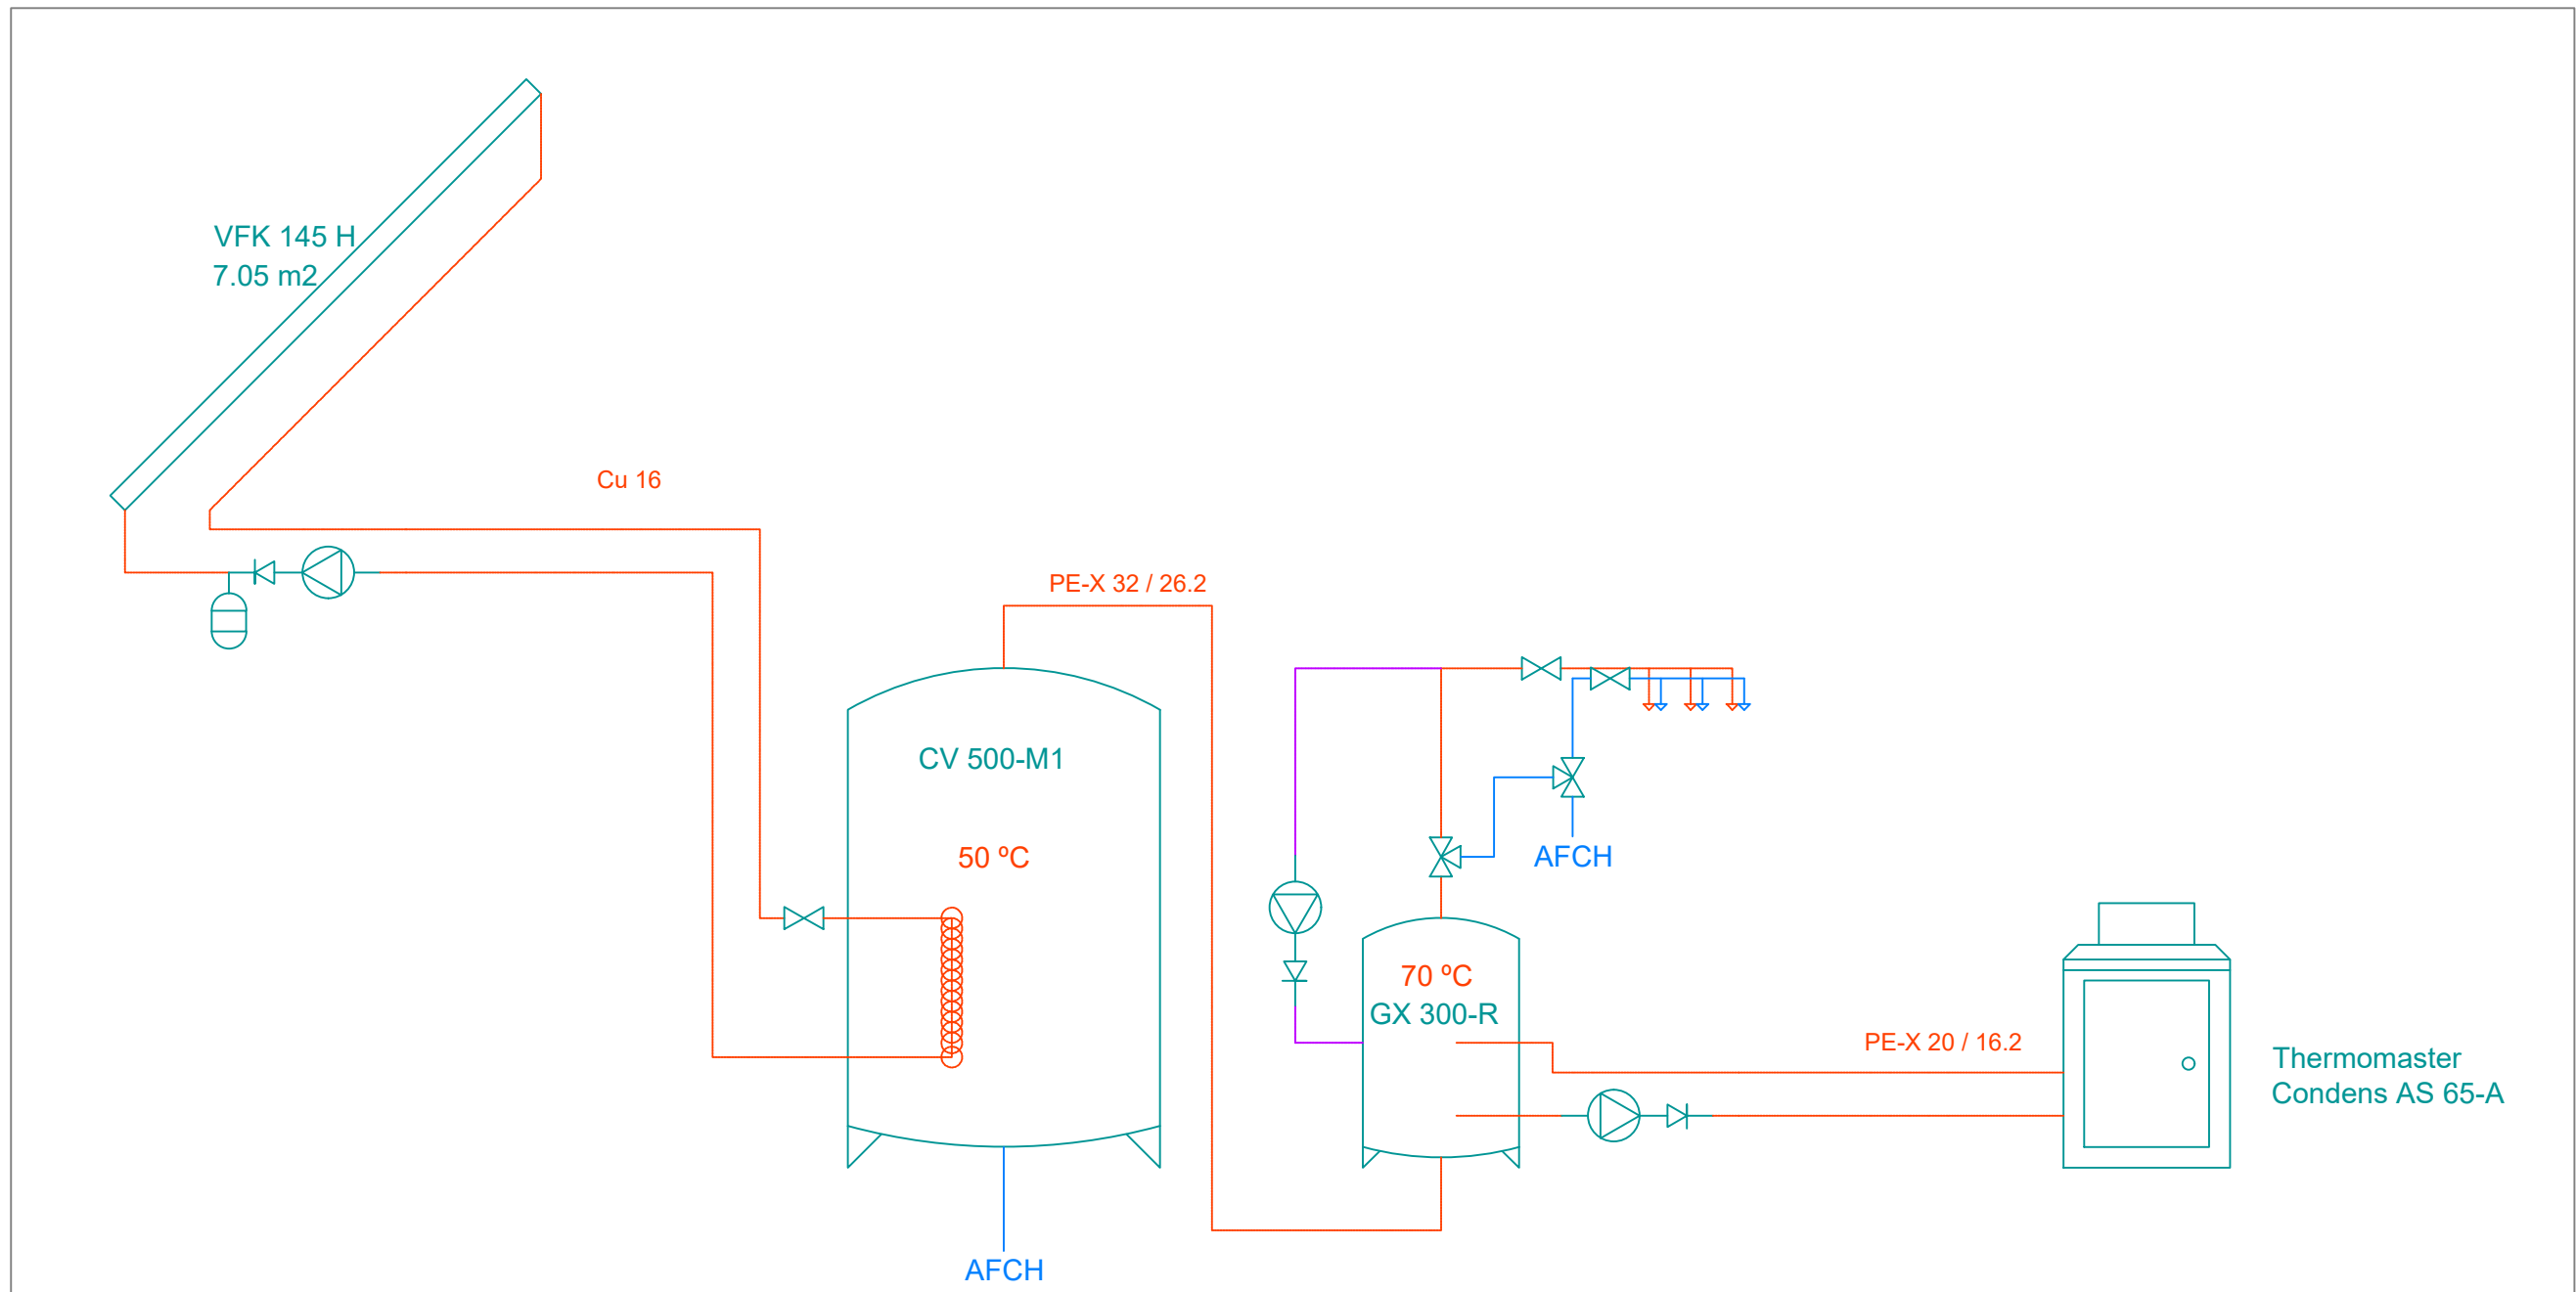 VFK 145 H
7.05 m2
Cu 16
PE-X 32 / 26.2
CV 500-M1
50 ºC
AFCH
AFCH
70 ºC
GX 300-R
PE-X 20 / 16.2
Thermomaster
Condens AS 65-A